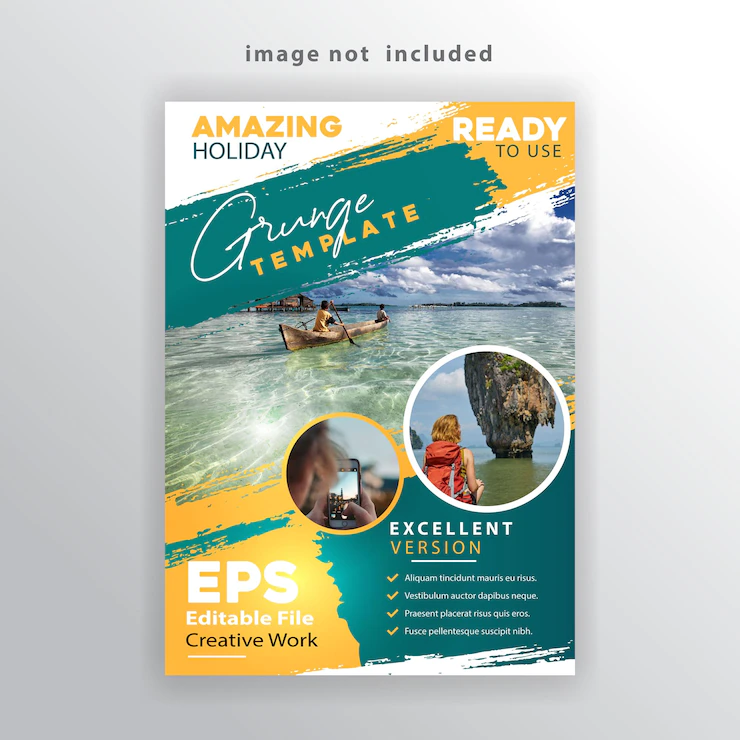 image not included
AMAZING
HOLIDAY
READY
TO USE
Grunge
TEMPLATE
EXCELLENT
VERSION
Aliquam tincidunt mauris eu risus.
Vestibulum auctor dapibus neque.
Praesent placerat risus quis eros.
Fusce pellentesque suscipit nibh.
EPS
Editable File
Creative Work